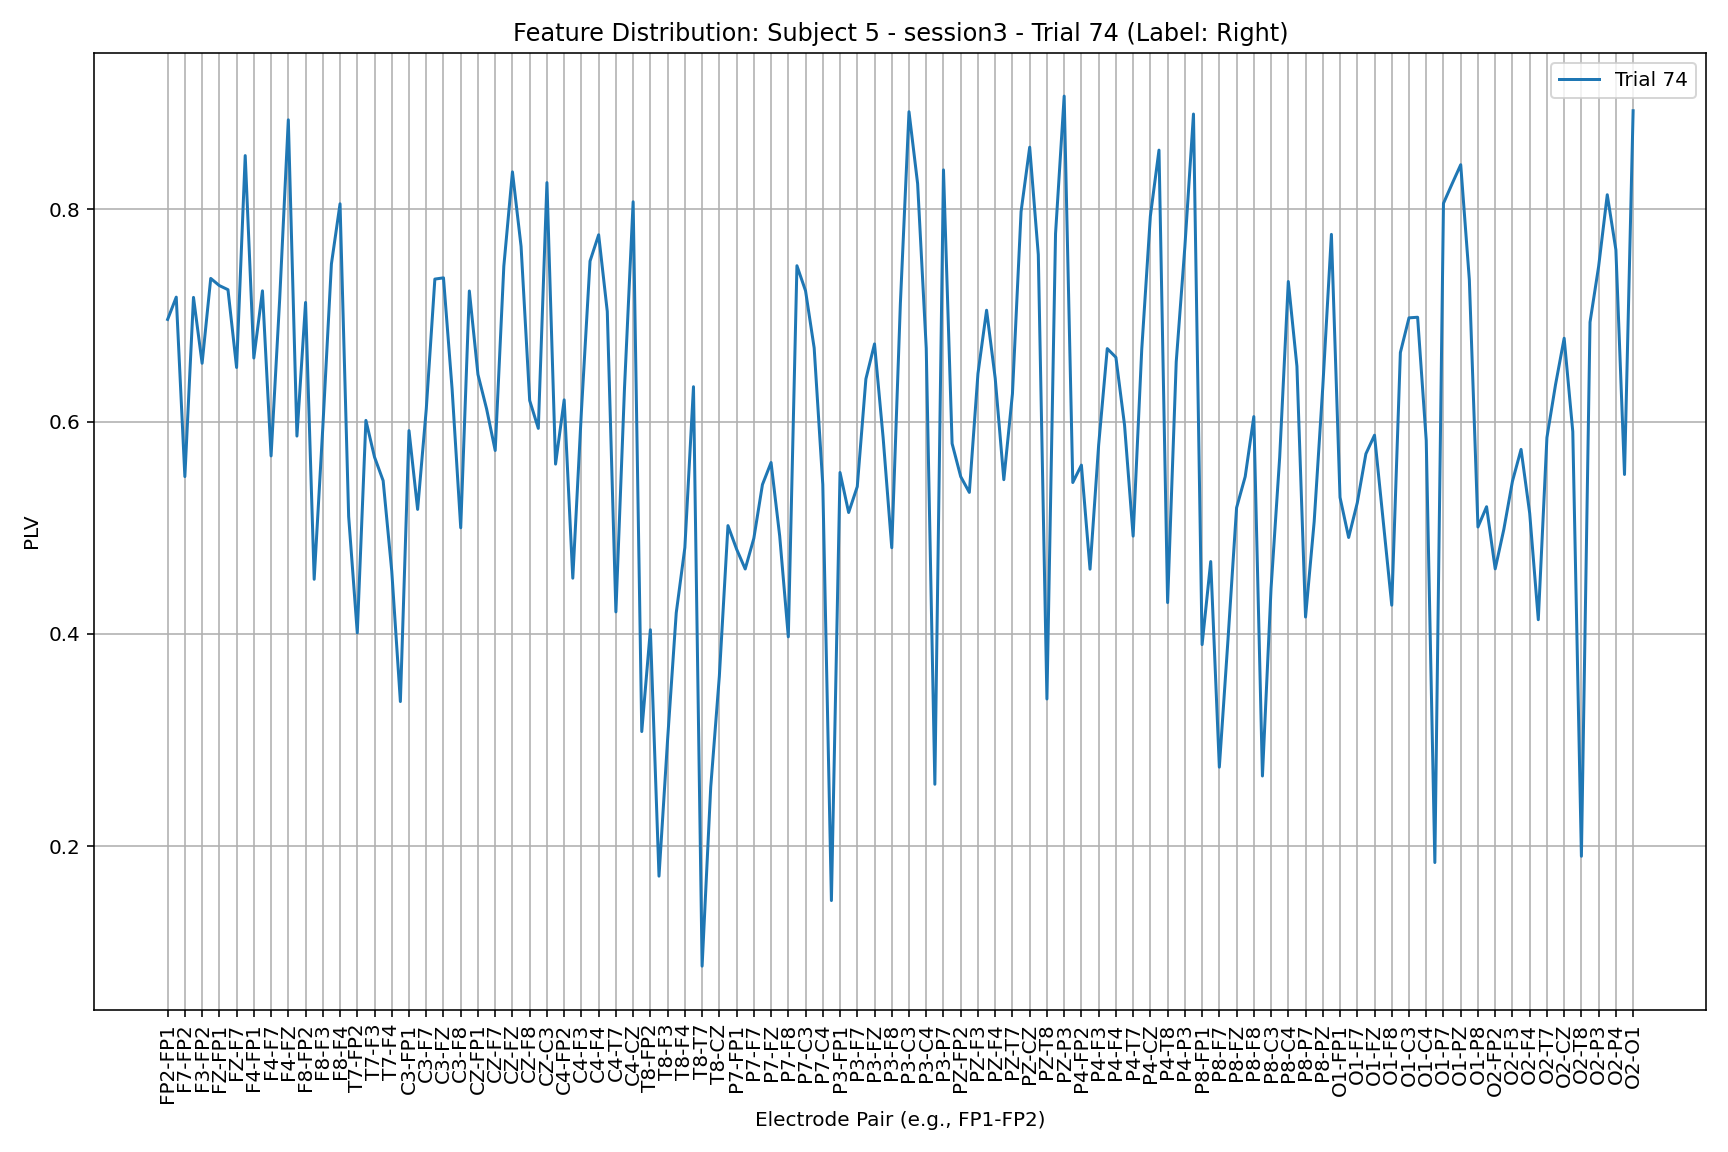 Feature Distribution: Subject 5 - session3 - Trial 74 (Label: Right)
Trial 74
PLV
0.8
0.6
0.4
0.2
FP2-FP1
F7-FP2
F3-FP2
FZ-FP1
FZ-F7
F4-FP1
F4-F7
F4-FZ
F8-FP2
F8-F3
F8-F4
T7-FP2
T7-F3
T7-F4
C3-FP1
C3-F7
C3-FZ
C3-F8
CZ-FP1
CZ-F7
CZ-FZ
CZ-F8
CZ-C3
C4-FP2
C4-F3
C4-F4
C4-T7
C4-CZ
T8-FP2
T8-F3
T8-F4
T8-T7
T8-CZ
P7-FP1
P7-F7
P7-FZ
P7-F8
P7-C3
P7-C4
P3-FP1
P3-F7
P3-FZ
P3-F8
P3-C3
P3-C4
P3-P7
PZ-FP2
PZ-F3
PZ-F4
PZ-T7
PZ-CZ
PZ-T8
PZ-P3
P4-FP2
P4-F3
P4-F4
P4-T7
P4-CZ
P4-T8
P4-P3
P8-FP1
P8-F7
P8-FZ
P8-F8
P8-C3
P8-C4
P8-P7
P8-PZ
O1-FP1
O1-F7
O1-FZ
O1-F8
O1-C3
O1-C4
O1-P7
O1-PZ
O1-P8
O2-FP2
O2-F3
O2-F4
O2-T7
O2-CZ
O2-T8
O2-P3
O2-P4
O2-O1
Electrode Pair (e.g., FP1-FP2)